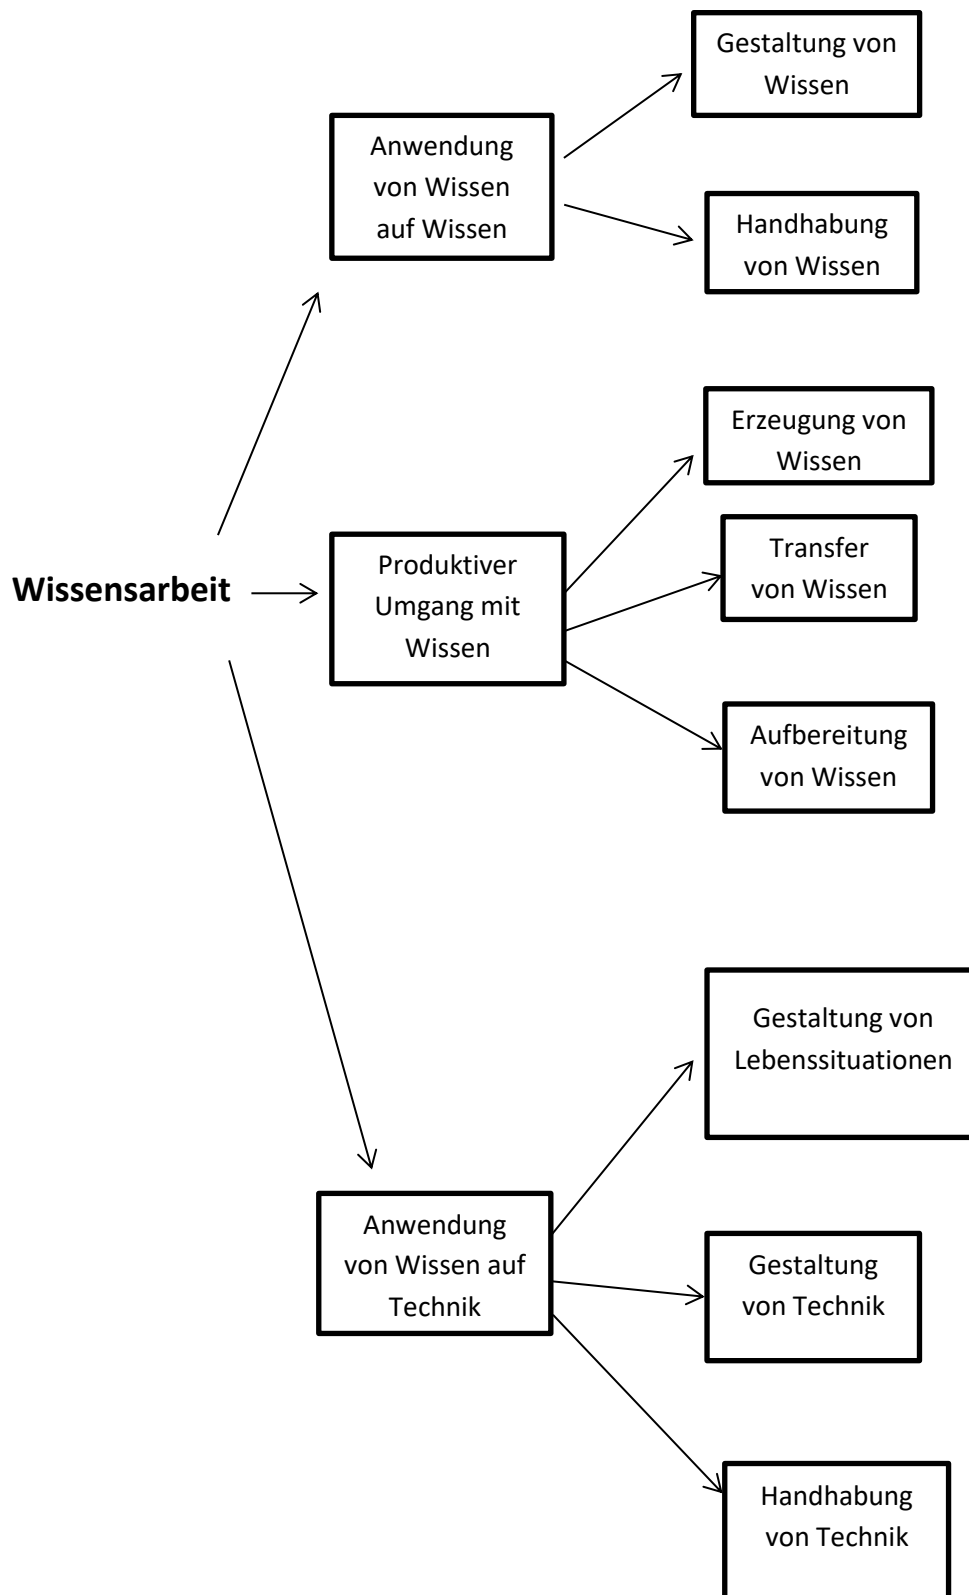 Gestaltung von
Wissen
Anwendung
von Wissen
auf Wissen
Handhabung
von Wissen
Erzeugung von
Wissen
Wissensarbeit
Produktiver
Umgang mit
Wissen
Transfer
von Wissen
Aufbereitung
von Wissen
Gestaltung von
Lebenssituationen
Anwendung
von Wissen auf
Technik
Gestaltung
von Technik
Handhabung
von Technik